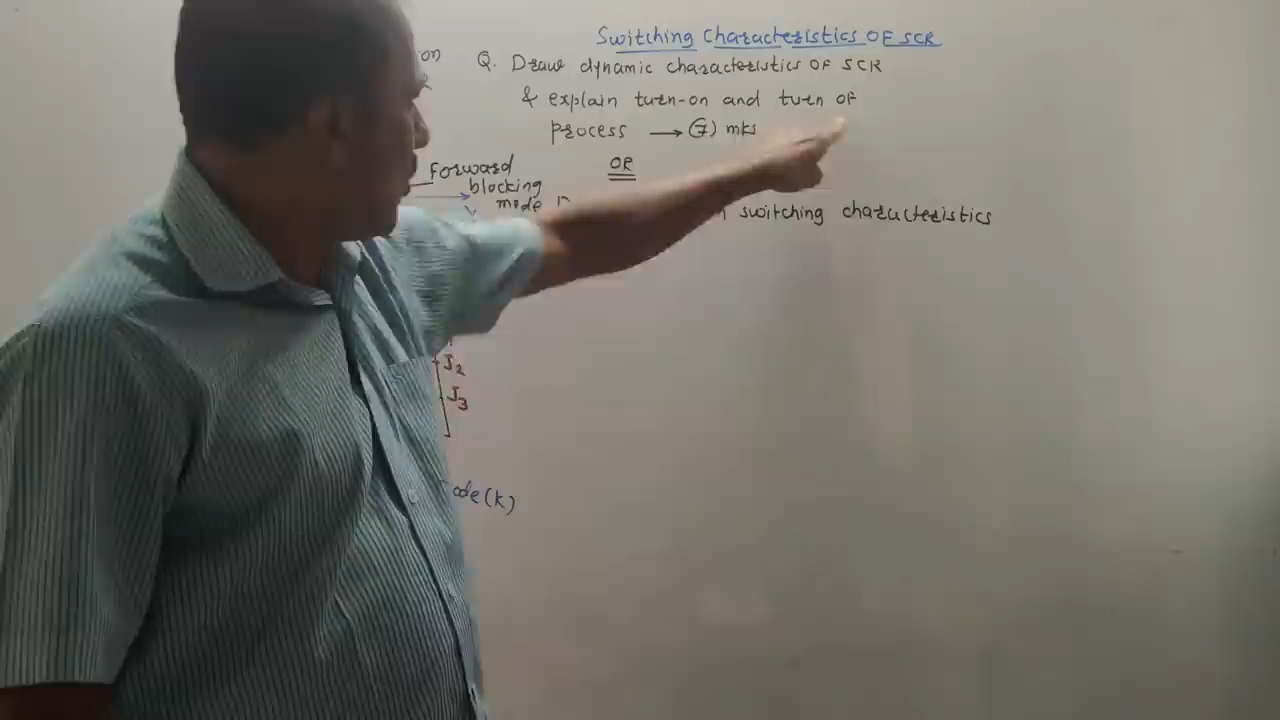 Switching Characteristics OF SCR
on Q. Draw dynamic characteristics OF SCR
& explain turn-on and turn OF
process → 7) mks
OR
Forward
blocking
mode
switching characteristics
J2
J3
ode(K)